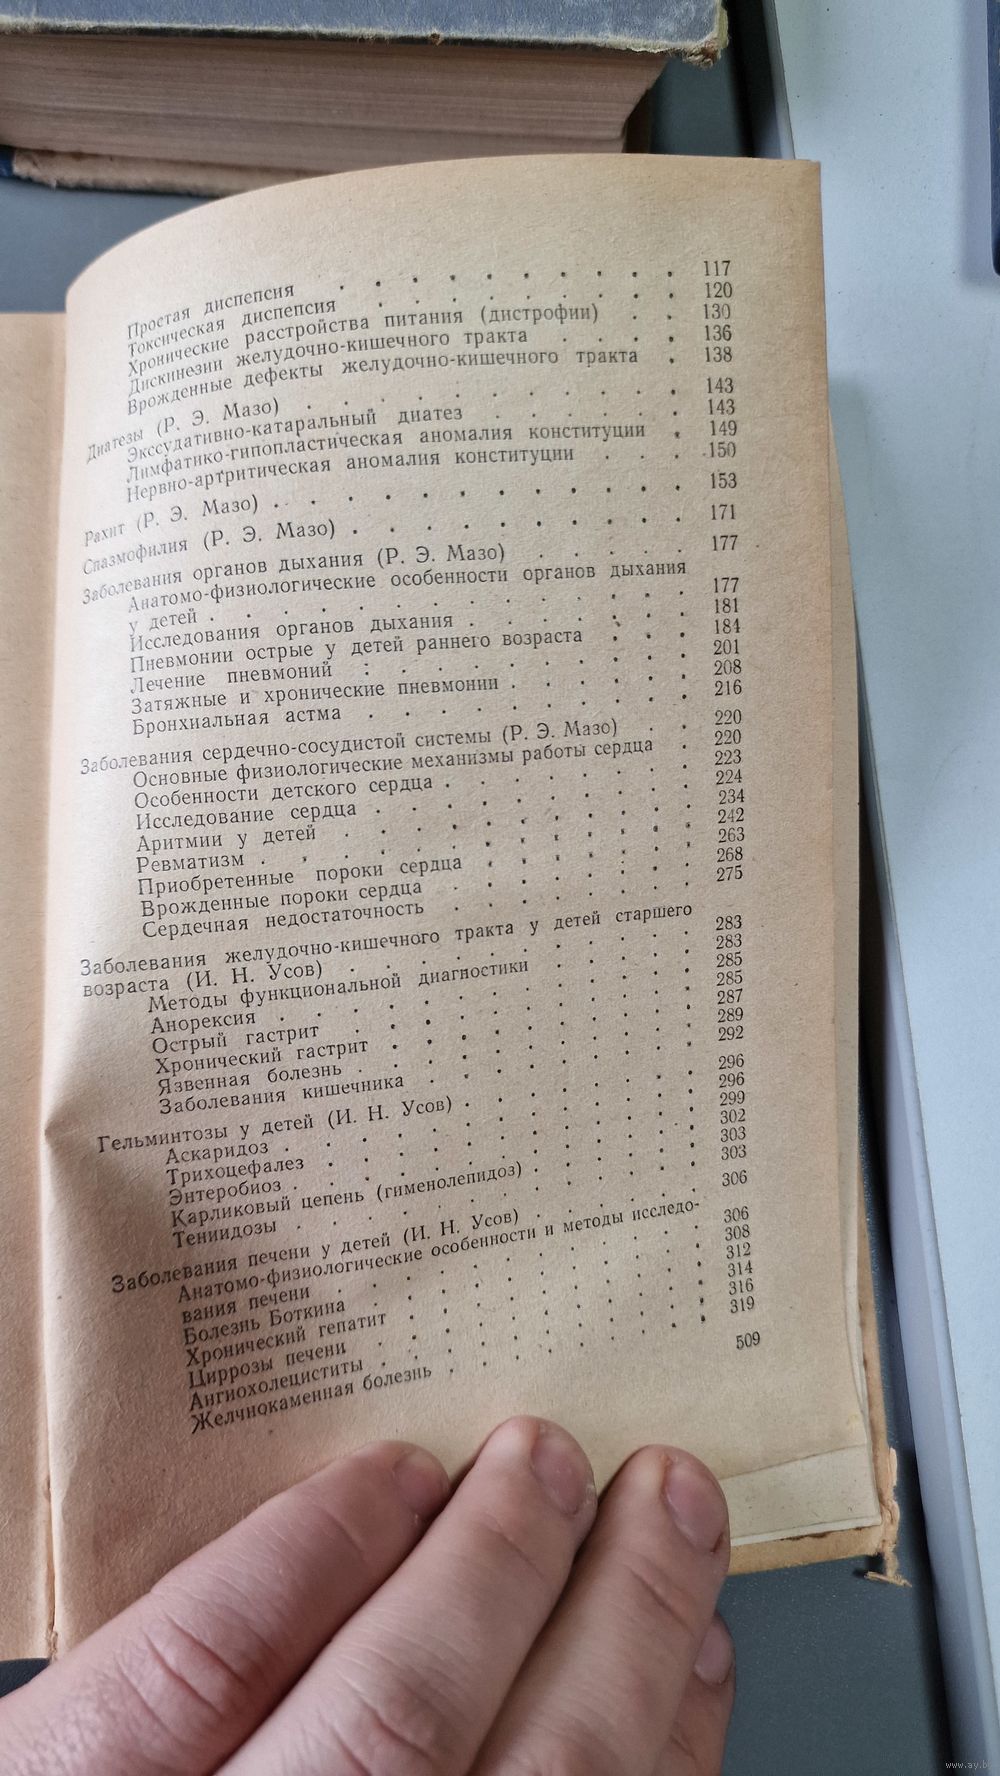 Простая диспепсия . . . . . . . . . . 117
Токсическая диспепсия . . . . . . . . . 120
Хронические расстройства питания (дистрофии) . . 130
Дискинезии желудочно-кишечного тракта . . . . 136
Врожденные дефекты желудочно-кишечного тракта . 138
Диатезы (Р. Э. Мазо) . . . . . . . . . . 143
Экссудативно-катаральный диатез . . . . . . 143
Лимфатико-гипопластическая аномалия конституции . 149
Нервно-артритическая аномалия конституции . . . 150
Рахит (Р. Э. Мазо) . . . . . . . . . . . 153
Спазмофилия (Р. Э. Мазо) . . . . . . . . . 171
Заболевания органов дыхания (Р. Э. Мазо) . . . . . 177
Анатомо-физиологические особенности органов дыхания
у детей . . . . . . . . . . . . 177
Исследования органов дыхания . . . . . . . 181
Пневмонии острые у детей раннего возраста . . . 184
Лечение пневмоний . . . . . . . . . . 201
Затяжные и хронические пневмонии . . . . . . 208
Бронхиальная астма . . . . . . . . . . 216
Заболевания сердечно-сосудистой системы (Р. Э. Мазо) . . 220
Основные физиологические механизмы работы сердца . 220
Особенности детского сердца . . . . . . . . 223
Исследование сердца . . . . . . . . . . 224
Аритмии у детей . . . . . . . . . . . 234
Ревматизм . . . . . . . . . . . . . 242
Приобретенные пороки сердца . . . . . . . 263
Врожденные пороки сердца . . . . . . . . 268
Сердечная недостаточность . . . . . . . . 275
Заболевания желудочно-кишечного тракта у детей старшего
возраста (И. Н. Усов) . . . . . . . . . . 283
Методы функциональной диагностики . . . . . 283
Анорексия . . . . . . . . . . . . . 285
Острый гастрит . . . . . . . . . . . 285
Хронический гастрит . . . . . . . . . . 287
Язвенная болезнь . . . . . . . . . . . 289
Заболевания кишечника . . . . . . . . . 292
Гельминтозы у детей (И. Н. Усов) . . . . . . . . 296
Аскаридоз . . . . . . . . . . . . . 296
Трихоцефалез . . . . . . . . . . . . 299
Энтеробиоз . . . . . . . . . . . . . 302
Карликовый цепень (гименолепидоз) . . . . . . 303
Тениидозы . . . . . . . . . . . . . 303
Заболевания печени у детей (И. Н. Усов) . . . . . . 306
Анатомо-физиологические особенности и методы исследо-
вания печени . . . . . . . . . . . . 306
Болезнь Боткина . . . . . . . . . . . 308
Хронический гепатит . . . . . . . . . . 312
Циррозы печени . . . . . . . . . . . 314
Ангиохолециститы . . . . . . . . . . . 316
Желчнокаменная болезнь . . . . . . . . . 319
509